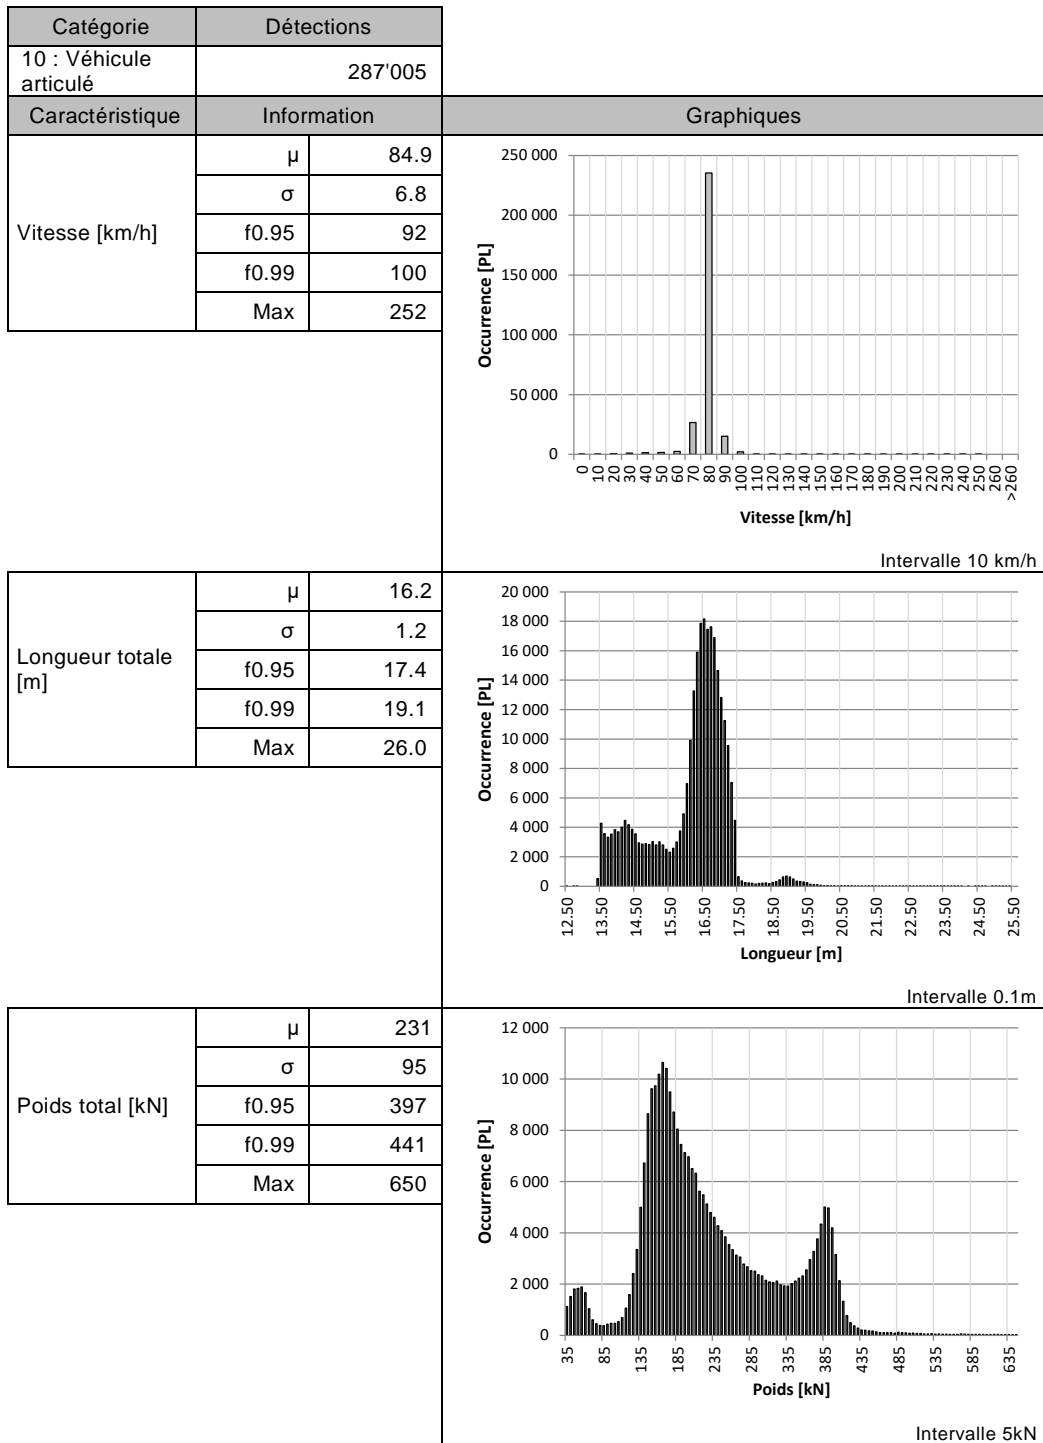 Catégorie Détections
10 : Véhicule
articulé
287'005
Caractéristique Information Graphiques
Vitesse [km/h]
μ 84.9
σ 6.8
f0.95 92
f0.99 100
Max 252
250 000
200 000
150 000
100 000
50 000
0
Occurrence [PL]
0 10 20 30 40 50 60 70 80 90 100 110 120 130 140 150 160 170 180 190 200 210 220 230 240 250 260 >260
Vitesse [km/h]
Intervalle 10 km/h
Longueur totale
[m]
μ 16.2
σ 1.2
f0.95 17.4
f0.99 19.1
Max 26.0
20 000
18 000
16 000
14 000
12 000
10 000
8 000
6 000
4 000
2 000
0
Occurrence [PL]
12.50 13.50 14.50 15.50 16.50 17.50 18.50 19.50 20.50 21.50 22.50 23.50 24.50 25.50
Longueur [m]
Intervalle 0.1m
Poids total [kN]
μ 231
σ 95
f0.95 397
f0.99 441
Max 650
12 000
10 000
8 000
6 000
4 000
2 000
0
Occurrence [PL]
35 85 135 185 235 285 335 385 435 485 535 585 635
Poids [kN]
Intervalle 5kN